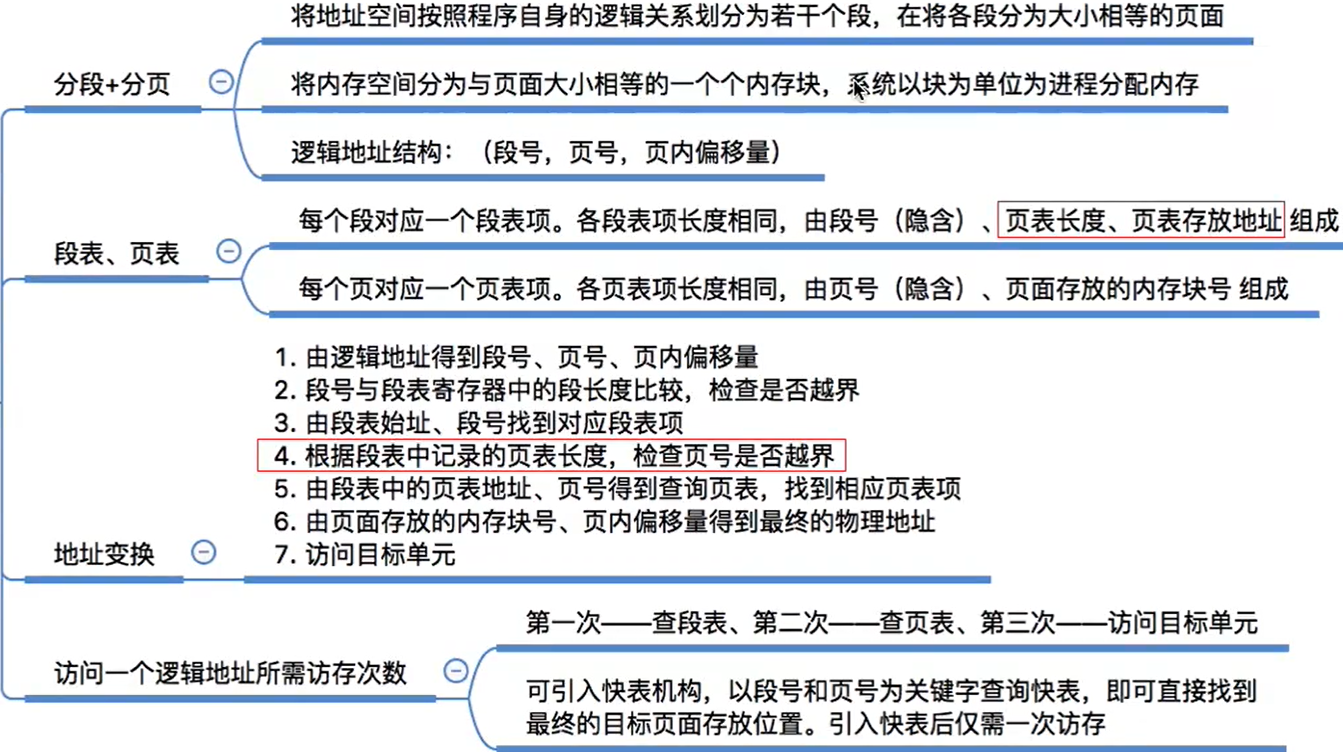 将地址空间按照程序自身的逻辑关系划分为若干个段，在将各段分为大小相等的页面
分段+分页
将内存空间分为与页面大小相等的一个个内存块，系统以块为单位为进程分配内存
逻辑地址结构：（段号，页号，页内偏移量）
每个段对应一个段表项。各段表项长度相同，由段号（隐含）、页表长度、页表存放地址 组成
段表、页表
每个页对应一个页表项。各页表项长度相同，由页号（隐含）、页面存放的内存块号 组成
1. 由逻辑地址得到段号、页号、页内偏移量
2. 段号与段表寄存器中的段长度比较，检查是否越界
3. 由段表始址、段号找到对应段表项
4. 根据段表中记录的页表长度，检查页号是否越界
5. 由段表中的页表地址、页号得到查询页表，找到相应页表项
6. 由页面存放的内存块号、页内偏移量得到最终的物理地址
7. 访问目标单元
地址变换
第一次——查段表、第二次——查页表、第三次——访问目标单元
访问一个逻辑地址所需访存次数
可引入快表机构，以段号和页号为关键字查询快表，即可直接找到
最终的目标页面存放位置。引入快表后仅需一次访存